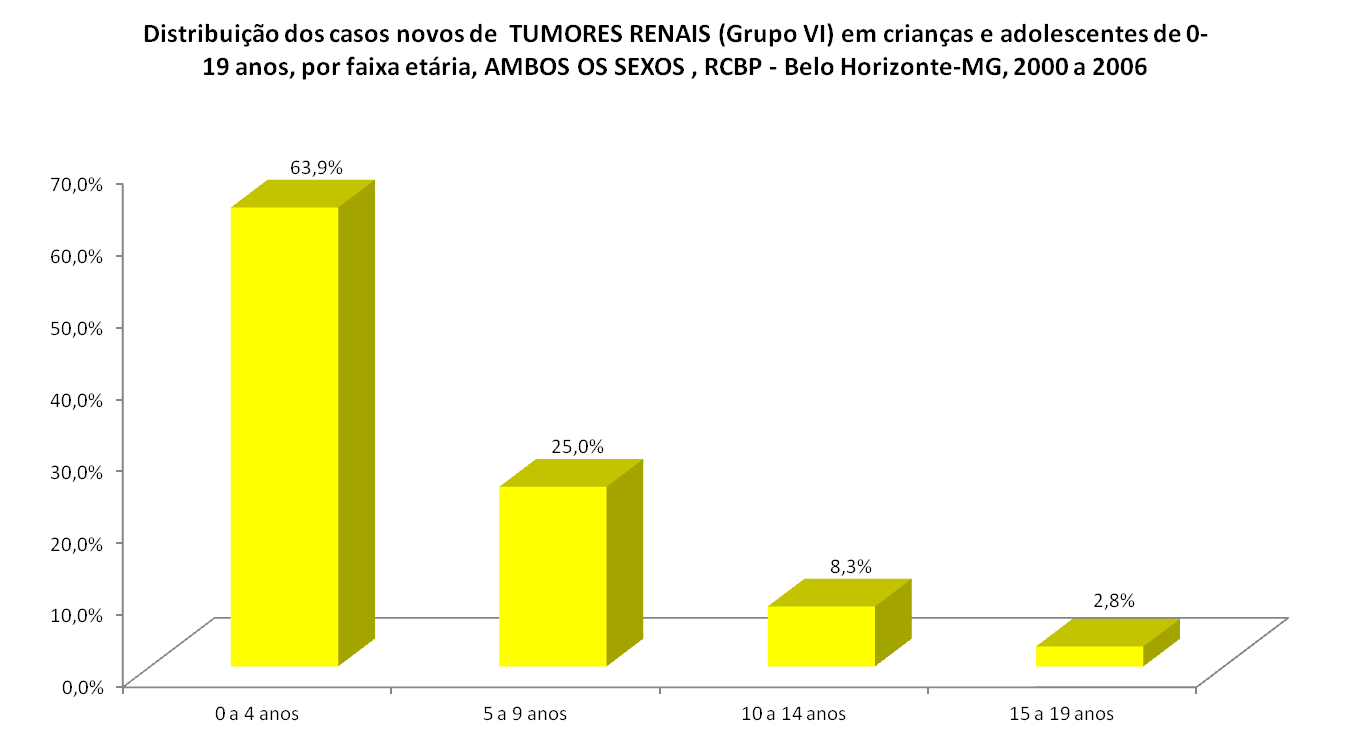 Distribuição dos casos novos de  TUMORES RENAIS (Grupo VI) em crianças e adolescentes de 0-
19 anos, por faixa etária, AMBOS OS SEXOS , RCBP - Belo Horizonte-MG, 2000 a 2006
63,9%
70,0%
60,0%
50,0%
25,0%
40,0%
30,0%
8,3%
20,0%
2,8%
10,0%
0,0%
0 a 4 anos
5 a 9 anos
10 a 14 anos
15 a 19 anos